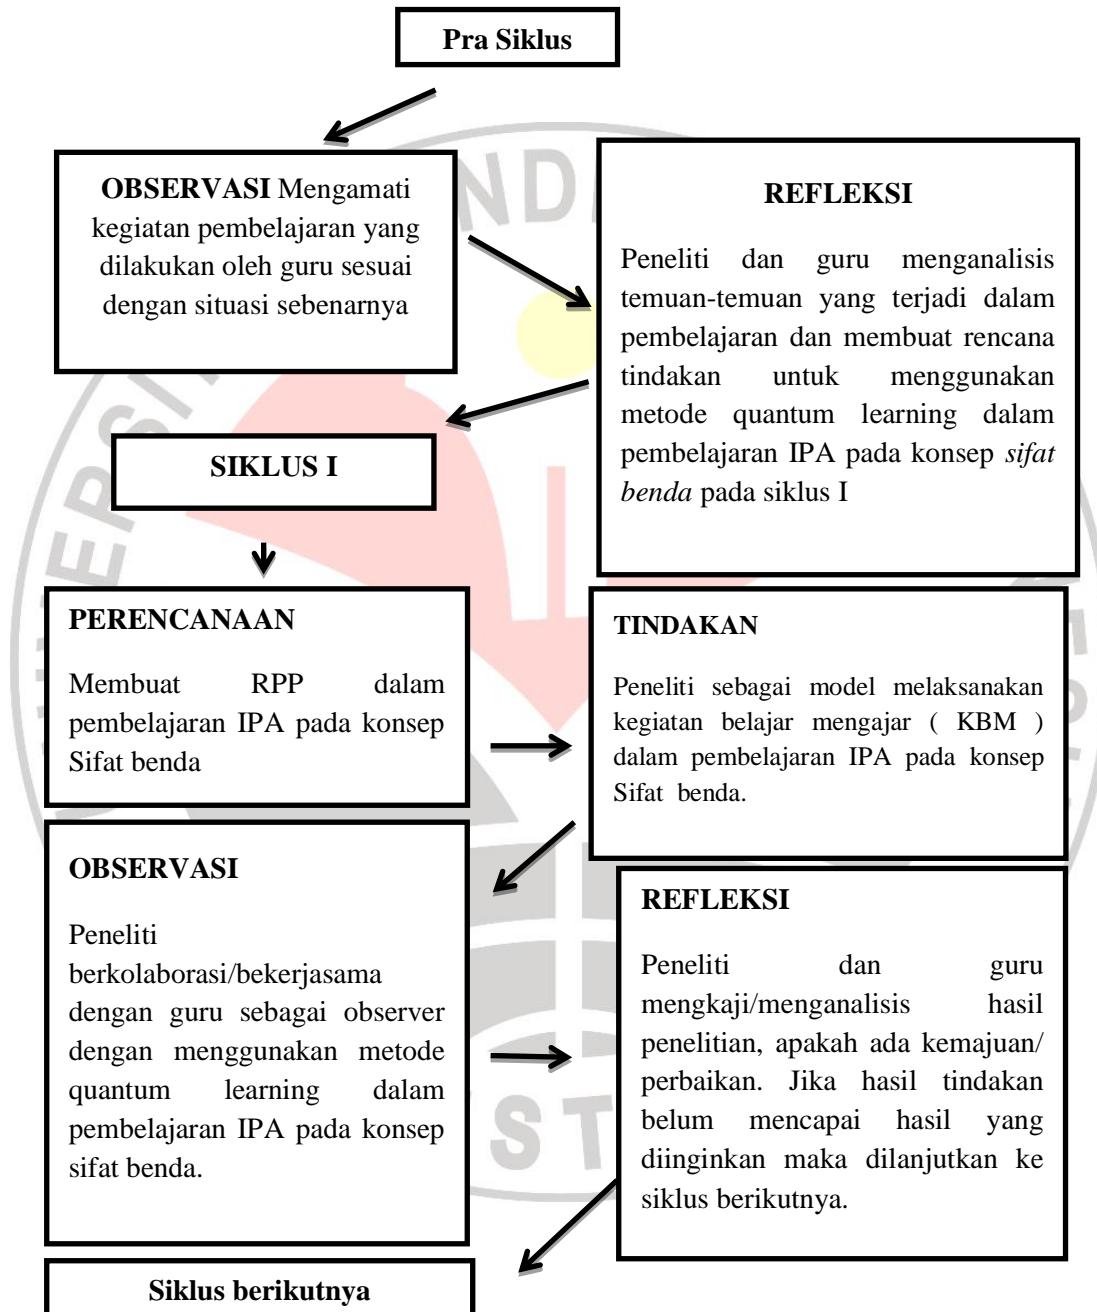 Pra Siklus
OBSERVASI Mengamati
kegiatan pembelajaran yang
dilakukan oleh guru sesuai
dengan situasi sebenarnya
REFLEKSI
Peneliti dan guru menganalisis
temuan-temuan yang terjadi dalam
pembelajaran dan membuat rencana
tindakan untuk menggunakan
metode quantum learning dalam
pembelajaran IPA pada konsep sifat
benda pada siklus I
SIKLUS I
PERENCANAAN
Membuat RPP dalam
pembelajaran IPA pada konsep
Sifat benda
TINDAKAN
Peneliti sebagai model melaksanakan
kegiatan belajar mengajar ( KBM )
dalam pembelajaran IPA pada konsep
Sifat benda.
OBSERVASI
Peneliti
berkolaborasi/bekerjasama
dengan guru sebagai observer
dengan menggunakan metode
quantum learning dalam
pembelajaran IPA pada konsep
sifat benda.
REFLEKSI
Peneliti dan guru
mengkaji/menganalisis hasil
penelitian, apakah ada kemajuan/
perbaikan. Jika hasil tindakan
belum mencapai hasil yang
diinginkan maka dilanjutkan ke
siklus berikutnya.
Siklus berikutnya